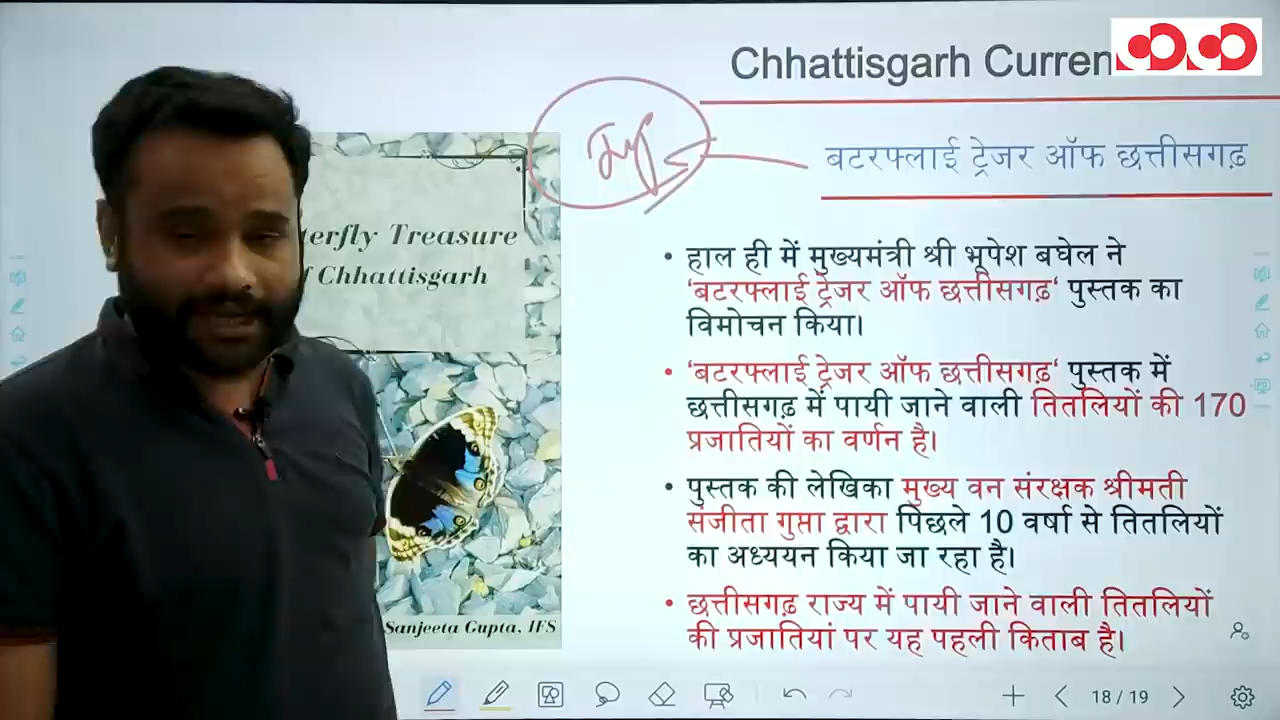 Chhattisgarh Curren
बटरफ्लाई ट्रेजर ऑफ छत्तीसगढ़
terfly Treasure
f Chhattisgarh
Sanjeeta Gupta, IFS
• हाल ही में मुख्यमंत्री श्री भूपेश बघेल ने
‘बटरफ्लाई ट्रेजर ऑफ छत्तीसगढ़‘ पुस्तक का
विमोचन किया।
• ‘बटरफ्लाई ट्रेजर ऑफ छत्तीसगढ़‘ पुस्तक में
छत्तीसगढ़ में पायी जाने वाली तितलियों की 170
प्रजातियों का वर्णन है।
• पुस्तक की लेखिका मुख्य वन संरक्षक श्रीमती
संजीता गुप्ता द्वारा पिछले 10 वर्षा से तितलियों
का अध्ययन किया जा रहा है।
• छत्तीसगढ़ राज्य में पायी जाने वाली तितलियों
की प्रजातियां पर यह पहली किताब है।
18 / 19